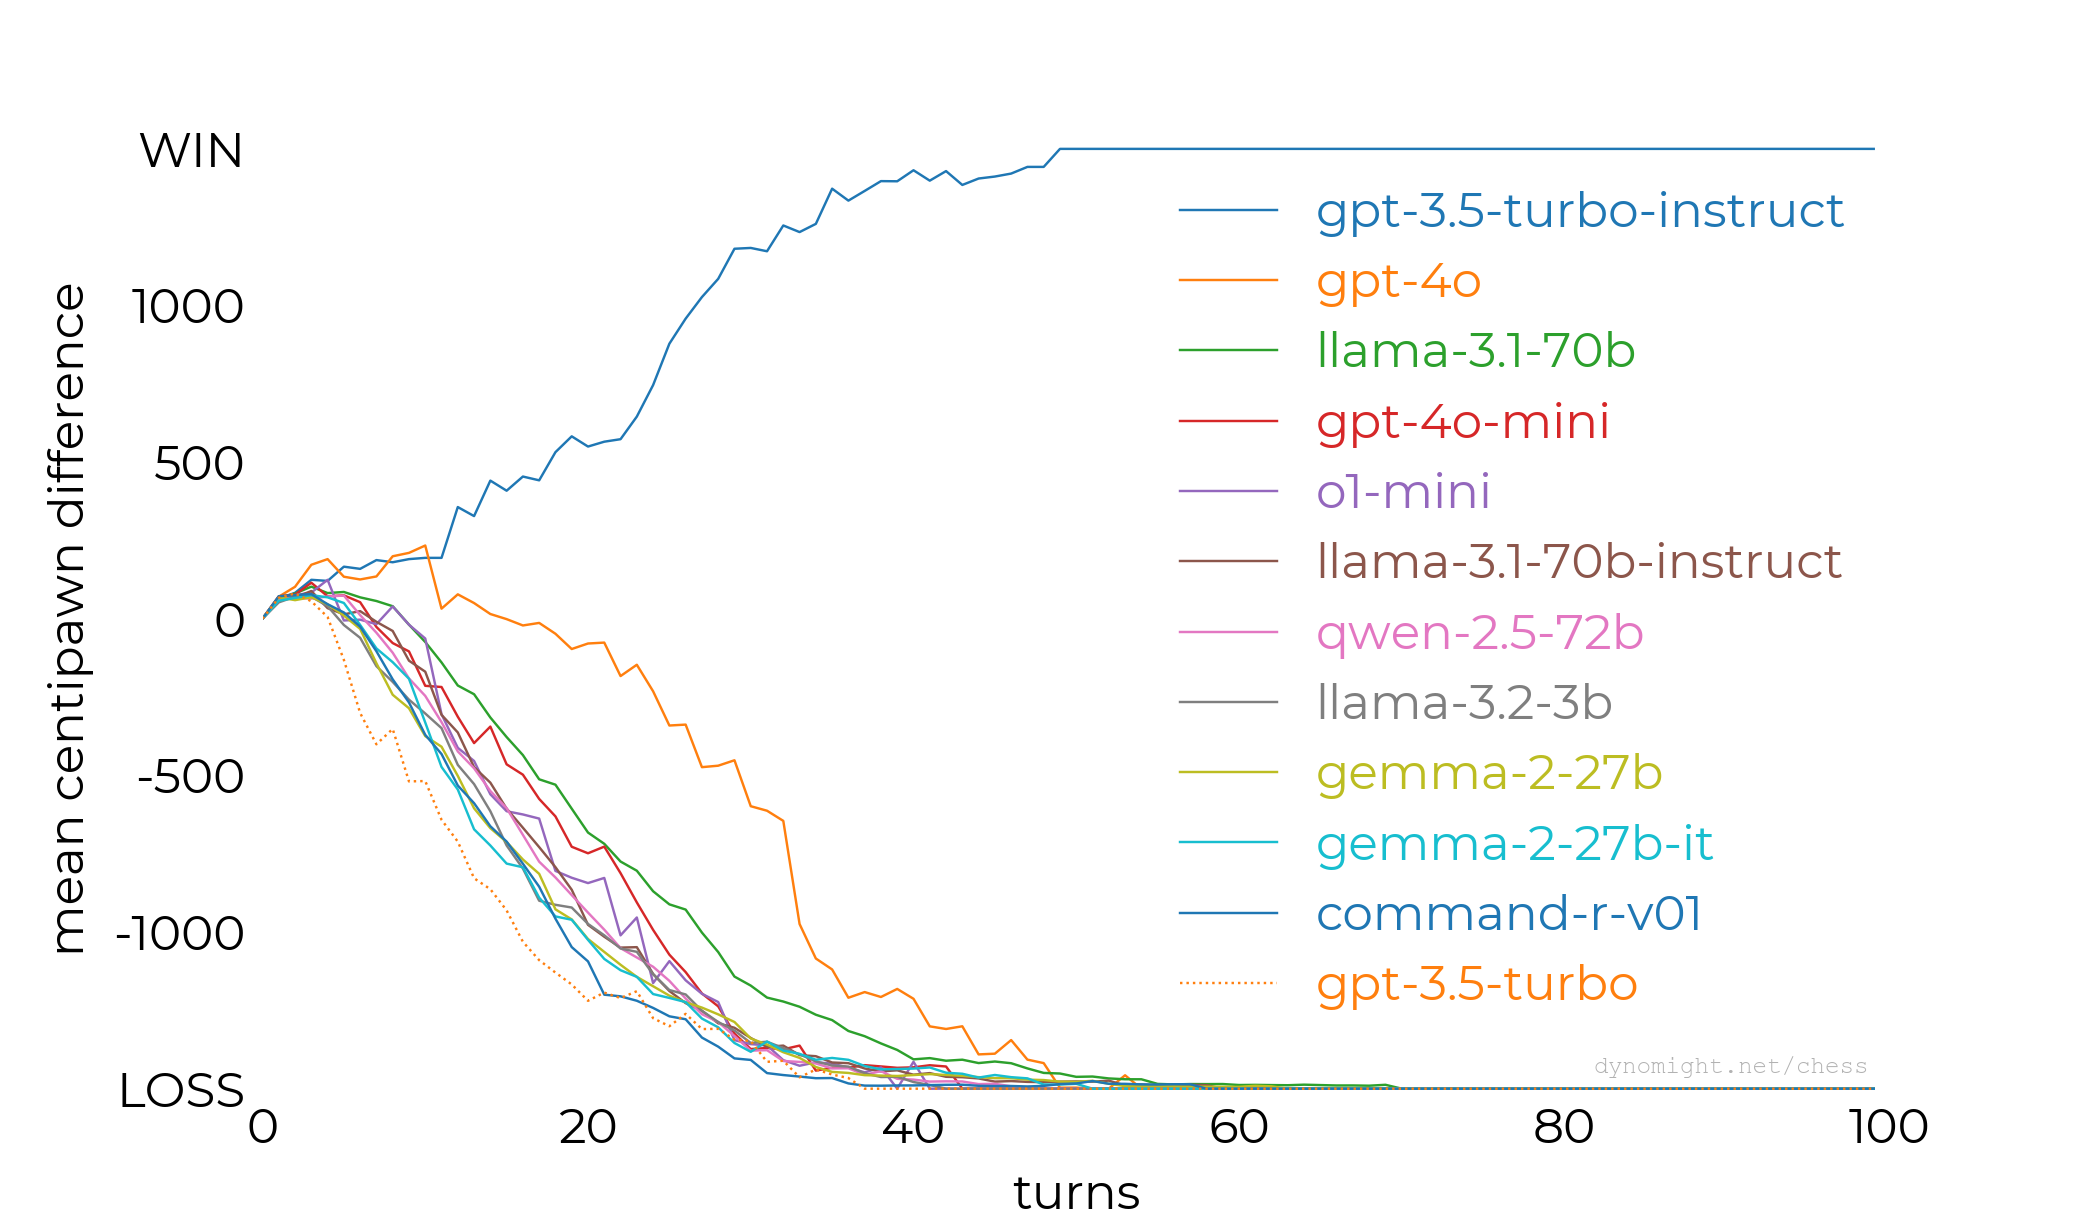 WIN
1000
500
0
-500
-1000
LOSS
mean centipawn difference
0 20 40 60 80 100
turns
gpt-3.5-turbo-instruct
gpt-4o
llama-3.1-70b
gpt-4o-mini
o1-mini
llama-3.1-70b-instruct
qwen-2.5-72b
llama-3.2-3b
gemma-2-27b
gemma-2-27b-it
command-r-v01
gpt-3.5-turbo
dynomight.net/chess